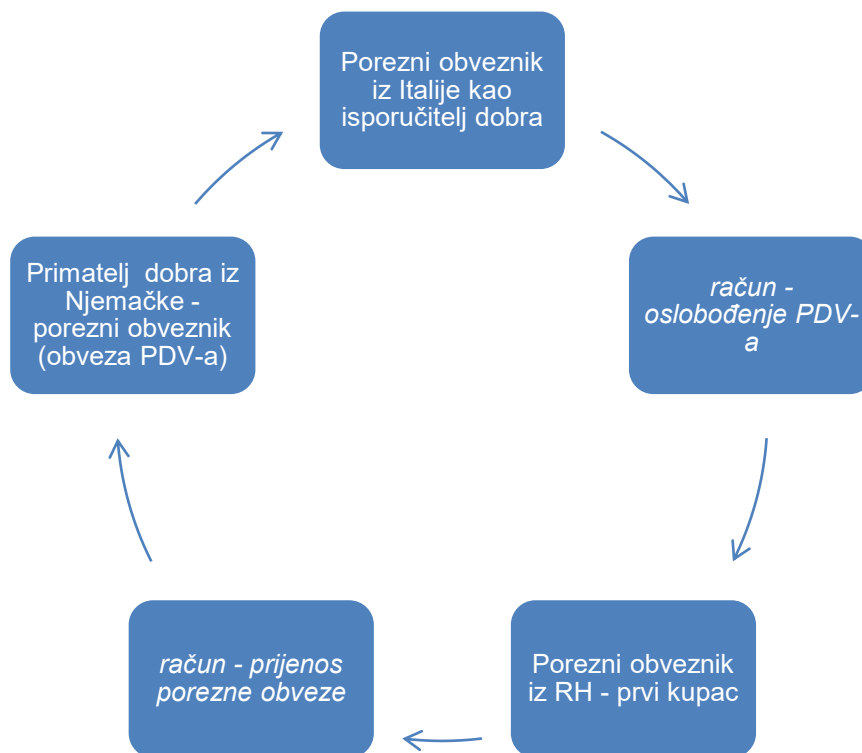 Porezni obveznik
iz Italije kao
isporučitelj dobra
račun -
oslobođenje PDV-
a
Porezni obveznik
iz RH - prvi kupac
račun - prijenos
porezne obveze
Primatelj dobra iz
Njemačke -
porezni obveznik
(obveza PDV-a)